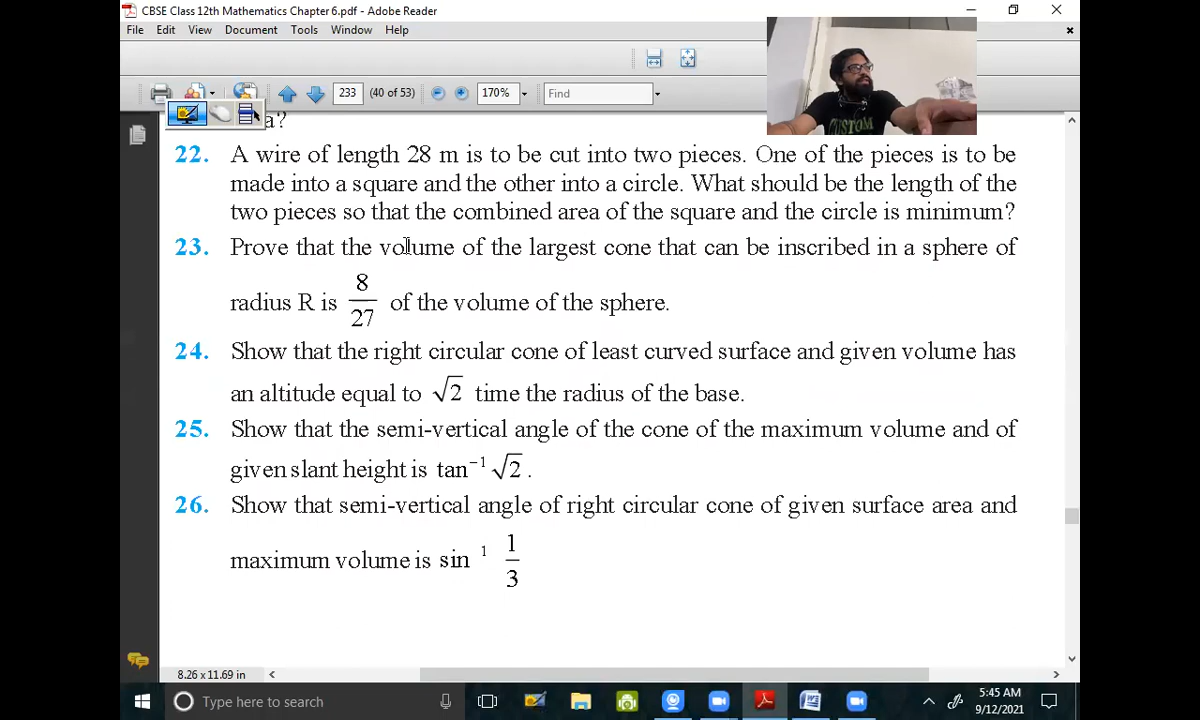 CBSE Class 12th Mathematics Chapter 6.pdf - Adobe Reader
File Edit View Document Tools Window Help
233 (40 of 53) 170% Find
CUSTOM
a?
22. A wire of length 28 m is to be cut into two pieces. One of the pieces is to be
made into a square and the other into a circle. What should be the length of the
two pieces so that the combined area of the square and the circle is minimum?
23. Prove that the volume of the largest cone that can be inscribed in a sphere of
radius R is 8/27 of the volume of the sphere.
24. Show that the right circular cone of least curved surface and given volume has
an altitude equal to √2 time the radius of the base.
25. Show that the semi-vertical angle of the cone of the maximum volume and of
given slant height is tan⁻¹ √2 .
26. Show that semi-vertical angle of right circular cone of given surface area and
maximum volume is sin ¹ 1/3
8.26 x 11.69 in
Type here to search
5:45 AM
9/12/2021